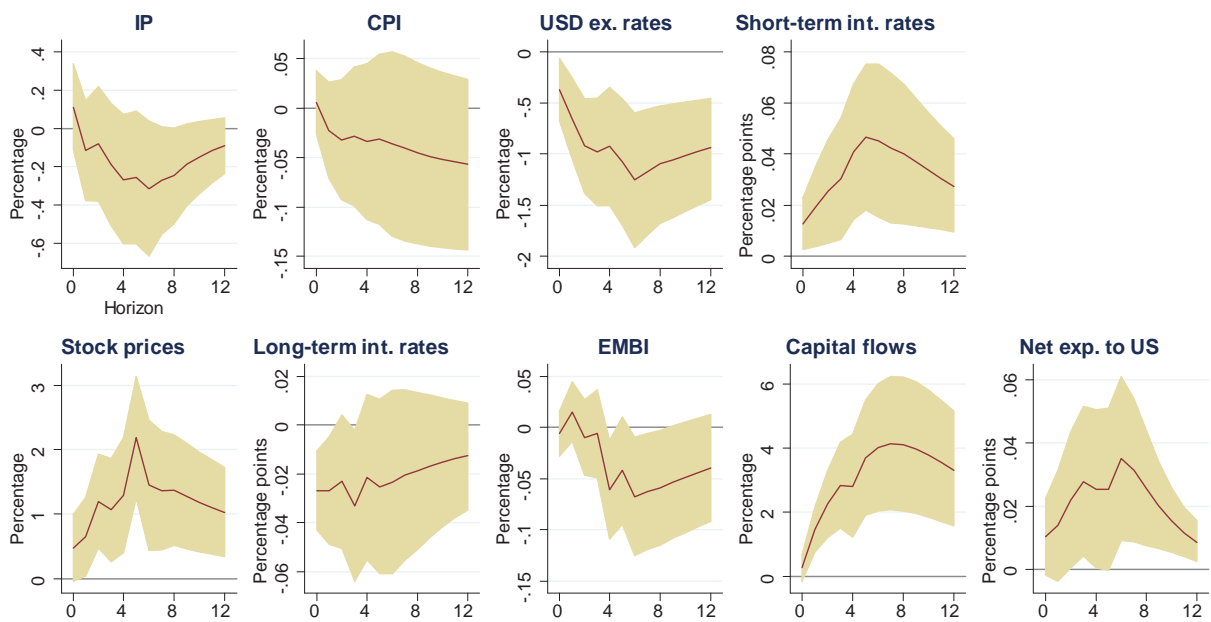 IP
CPI
USD ex. rates
Short-term int. rates
Percentage
.4
.2
0
-.2
-.4
-.6
0 4 8 12
Horizon
Percentage
.05
0
-.05
-.1
-.15
0 4 8 12
Percentage
0
-.5
-1
-1.5
-2
0 4 8 12
Percentage points
.08
.06
.04
.02
0
0 4 8 12
Stock prices
Long-term int. rates
EMBI
Capital flows
Net exp. to US
Percentage
3
2
1
0
0 4 8 12
Percentage points
.02
0
-.02
-.04
-.06
0 4 8 12
Percentage points
.05
0
-.05
-.1
-.15
0 4 8 12
Percentage
6
4
2
0
0 4 8 12
Percentage points
.06
.04
.02
0
0 4 8 12